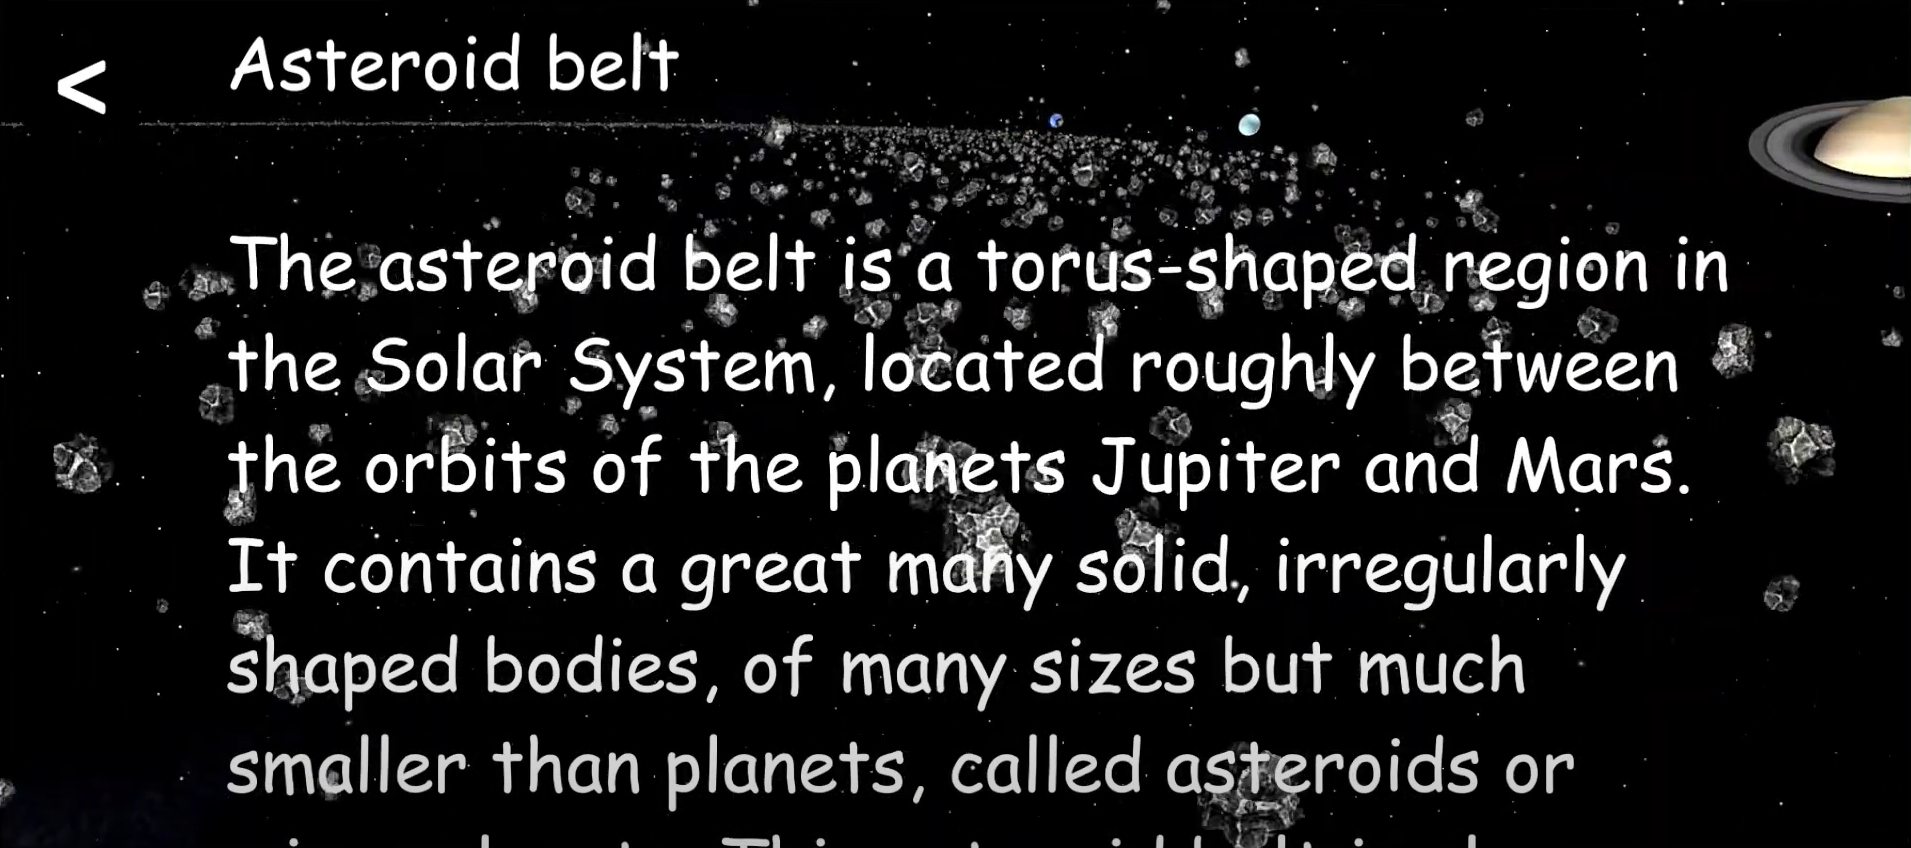 <
Asteroid belt
The asteroid belt is a torus-shaped region in
the Solar System, located roughly between
the orbits of the planets Jupiter and Mars.
It contains a great many solid, irregularly
shaped bodies, of many sizes but much
smaller than planets, called asteroids or